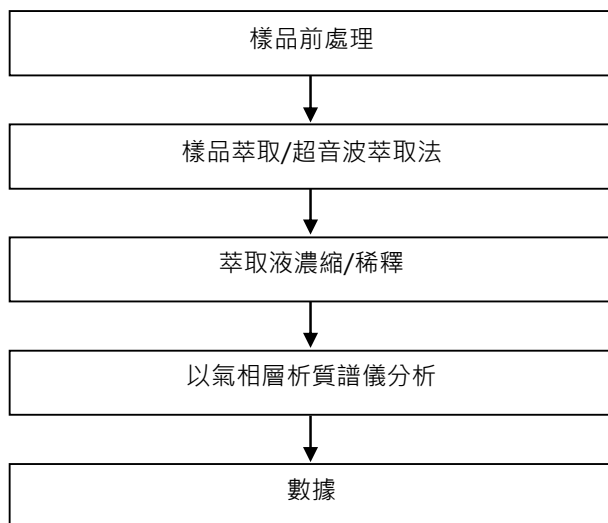 樣品前處理
樣品萃取/超音波萃取法
萃取液濃縮/稀釋
以氣相層析質譜儀分析
數據